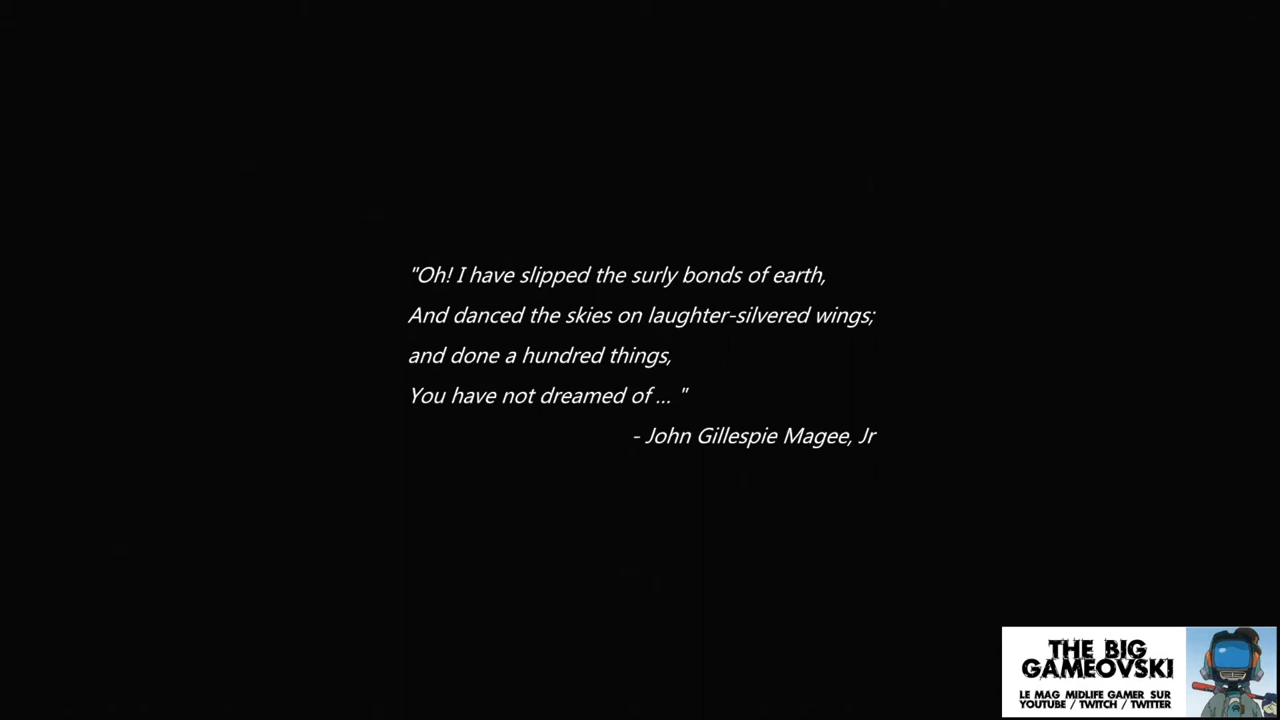 "Oh! I have slipped the surly bonds of earth,
And danced the skies on laughter-silvered wings;
and done a hundred things,
You have not dreamed of ... "
- John Gillespie Magee, Jr
THE BIG
GAMEOVSKI
LE MAG MIDLIFE GAMER SUR
YOUTUBE / TWITCH / TWITTER